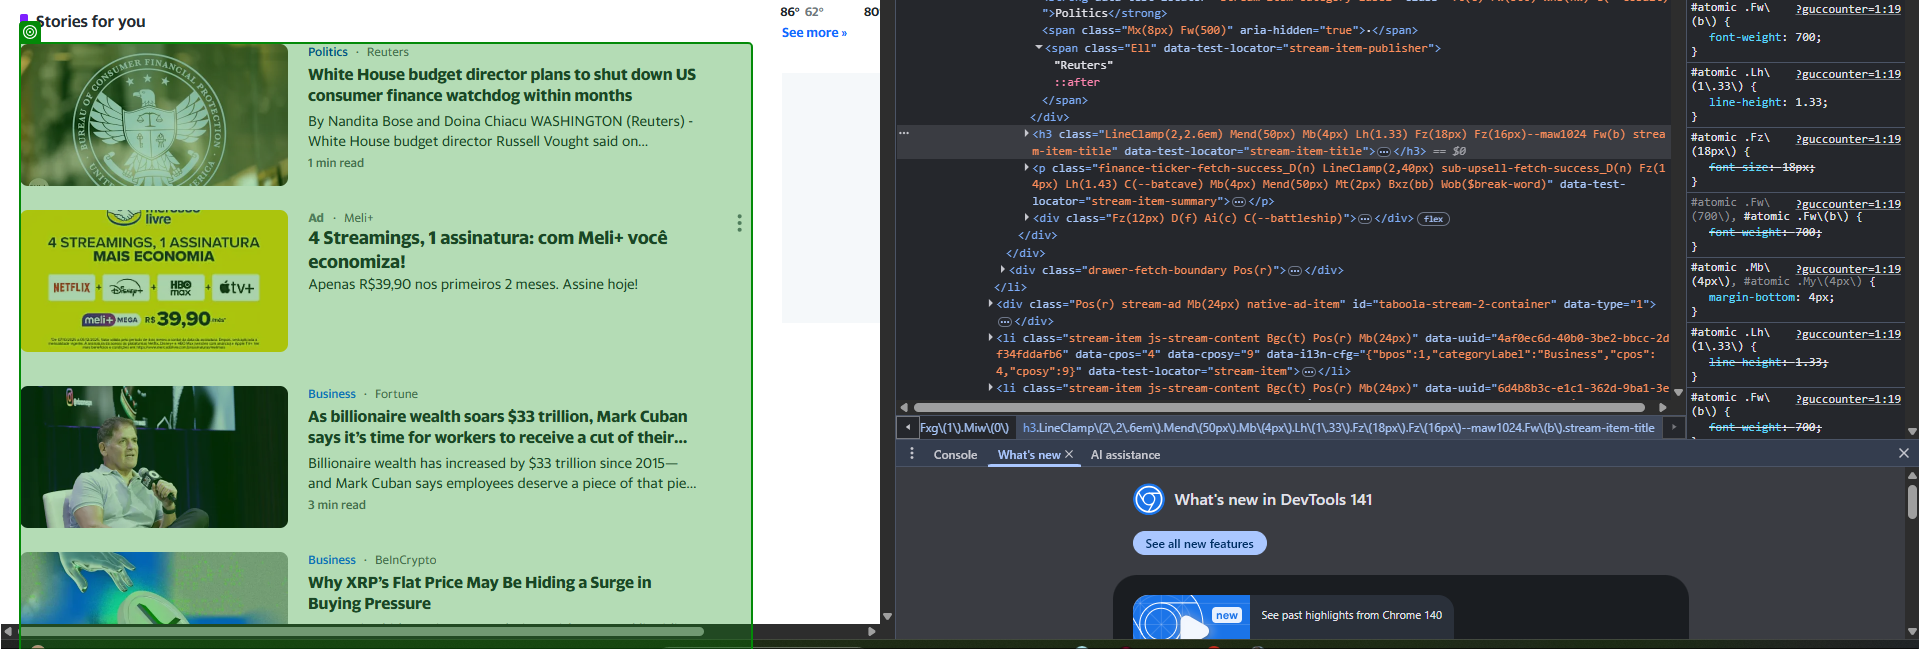 Stories for you
Politics · Reuters
White House budget director plans to shut down US
consumer finance watchdog within months
By Nandita Bose and Doina Chiacu WASHINGTON (Reuters) -
White House budget director Russell Vought said on...
1 min read
BUREAU OF CONSUMER FINANCIAL PROTECTION
livre
4 STREAMINGS, 1 ASSINATURA
MAIS ECONOMIA
NETFLIX + Disney+ + HBO max + tv+
meli+ MEGA R$ 39,90 /mês*
Ad · Meli+
4 Streamings, 1 assinatura: com Meli+ você
economiza!
Apenas R$39,90 nos primeiros 2 meses. Assine hoje!
Business · Fortune
As billionaire wealth soars $33 trillion, Mark Cuban
says it's time for workers to receive a cut of their...
Billionaire wealth has increased by $33 trillion since 2015—
and Mark Cuban says employees deserve a piece of that pie...
3 min read
Business · BeInCrypto
Why XRP's Flat Price May Be Hiding a Surge in
Buying Pressure
86° 62° 80
See more »
">Politics</strong>
<span class="Mx(8px) Fw(500)" aria-hidden="true">·</span>
<span class="Ell" data-test-locator="stream-item-publisher">
"Reuters"
::after
</span>
</div>
<h3 class="LineClamp(2,2.6em) Mend(50px) Mb(4px) Lh(1.33) Fz(18px) Fz(16px)--maw1024 Fw(b) strea
m-item-title" data-test-locator="stream-item-title">…</h3> == $0
<p class="finance-ticker-fetch-success_D(n) LineClamp(2,40px) sub-upsell-fetch-success_D(n) Fz(1
4px) Lh(1.43) C(--batcave) Mb(4px) Mend(50px) Mt(2px) Bxz(bb) Wob($break-word)" data-test-
locator="stream-item-summary">…</p>
<div class="Fz(12px) D(f) Ai(c) C(--battleship)">…</div> flex
</div>
</div>
<div class="drawer-fetch-boundary Pos(r)">…</div>
</li>
<div class="Pos(r) stream-ad Mb(24px) native-ad-item" id="taboola-stream-2-container" data-type="1">
…</div>
<li class="stream-item js-stream-content Bgc(t) Pos(r) Mb(24px)" data-uuid="4af0ec6d-40b0-3be2-bbcc-2d
f34fddafb6" data-cpos="4" data-cposy="9" data-i13n-cfg="{"bpos":1,"categoryLabel":"Business","cpos":
4,"cposy":9}" data-test-locator="stream-item">…</li>
<li class="stream-item js-stream-content Bgc(t) Pos(r) Mb(24px)" data-uuid="6d4b8b3c-e1c1-362d-9ba1-3e
Fxg\(1\).Miw\(0\) h3.LineClamp\(2\,2\.6em\).Mend\(50px\).Mb\(4px\).Lh\(1\.33\).Fz\(18px\).Fz\(16px\)--maw1024.Fw\(b\).stream-item-title
#atomic .Fw\ ?guccounter=1:19
(b\) {
font-weight: 700;
}
#atomic .Lh\ ?guccounter=1:19
(1\.33\) {
line-height: 1.33;
}
#atomic .Fz\ ?guccounter=1:19
(18px\) {
font-size: 18px;
}
#atomic .Fw\ ?guccounter=1:19
(700\), #atomic .Fw\(b\) {
font-weight: 700;
}
#atomic .Mb\ ?guccounter=1:19
(4px\), #atomic .My\(4px\) {
margin-bottom: 4px;
}
#atomic .Lh\ ?guccounter=1:19
(1\.33\) {
line-height: 1.33;
}
#atomic .Fw\ ?guccounter=1:19
(b\) {
font-weight: 700;
Console What's new AI assistance
What's new in DevTools 141
See all new features
new
See past highlights from Chrome 140